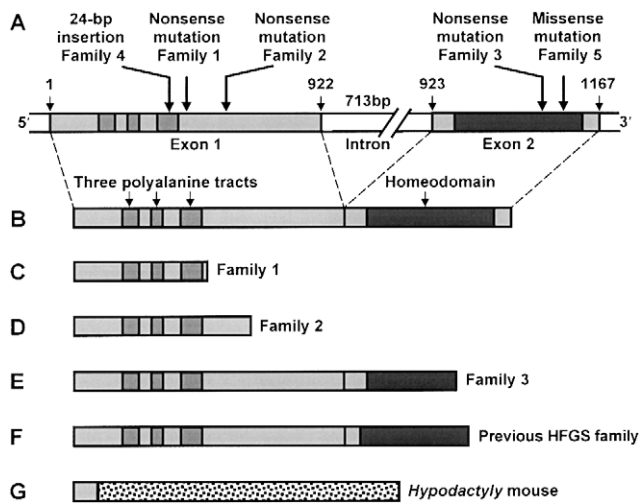 A
24-bp insertion Family 4
Nonsense mutation Family 1
Nonsense mutation Family 2
Nonsense mutation Family 3
Missense mutation Family 5
1
922
713bp
923
1167
5'
3'
Exon 1
Intron
Exon 2
Three polyalanine tracts
Homeodomain
B
C
Family 1
D
Family 2
E
Family 3
F
Previous HFGS family
G
Hypodactyly mouse